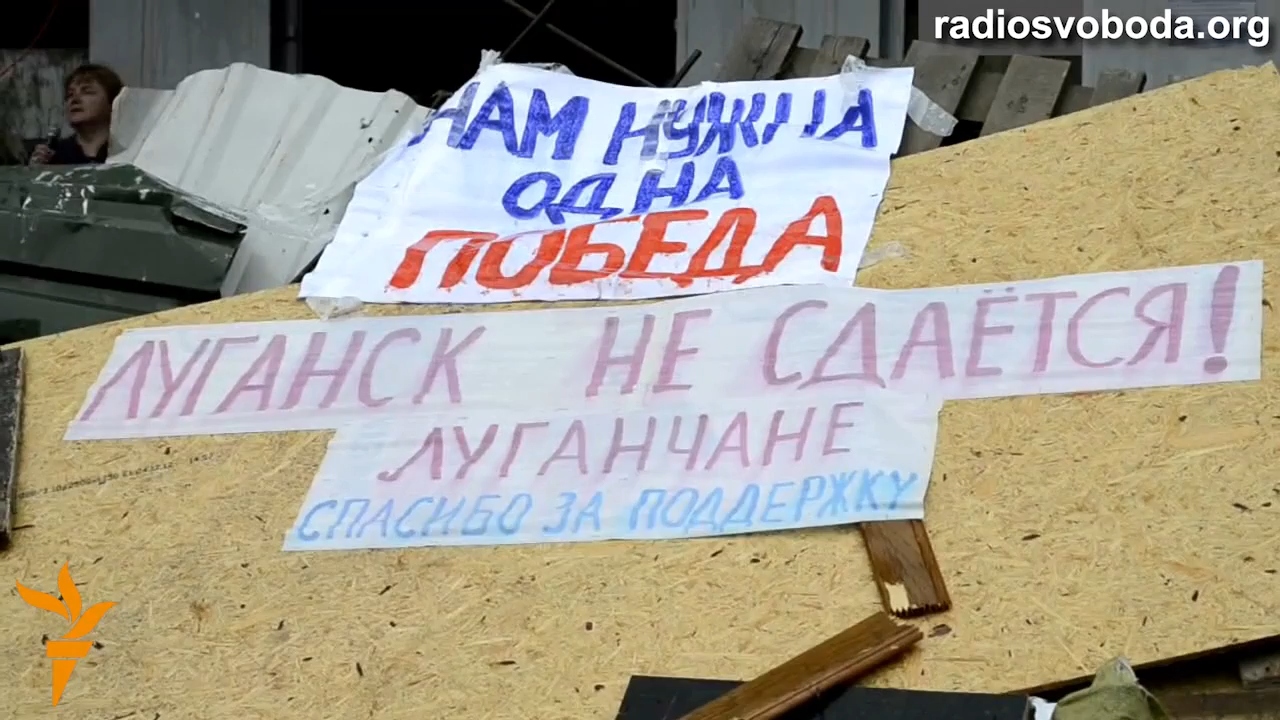 radiosvoboda.org
НАМ НУЖНА
ОДНА
ПОБЕДА
ЛУГАНСК НЕ СДАЁТСЯ!
ЛУГАНЧАНЕ
СПАСИБО ЗА ПОДДЕРЖКУ